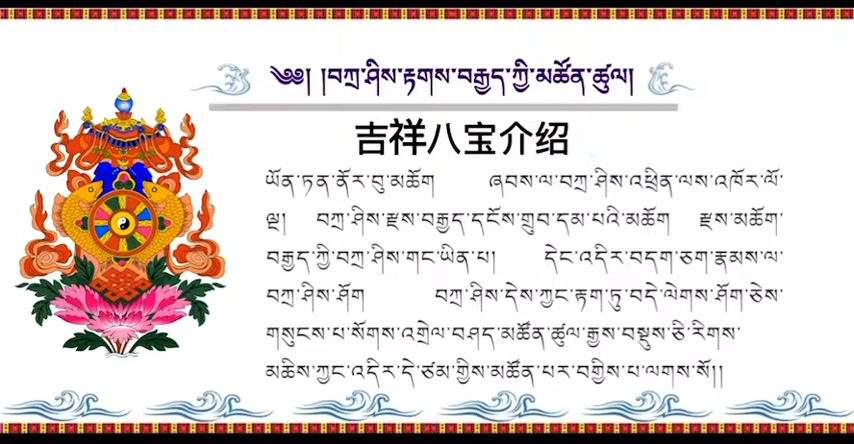 ༄༅། །བཀྲ་ཤིས་རྟགས་བརྒྱད་ཀྱི་མཚོན་ཚུལ།
吉祥八宝介绍
ཡོན་ཏན་ནོར་བུ་མཆོག ཞབས་ལ་བཀྲ་ཤིས་འཕྲིན་ལས་འཁོར་ལོ་
ལྔ། བཀྲ་ཤིས་རྫས་བརྒྱད་དངོས་གྲུབ་དམ་པའི་མཆོག རྫས་མཆོག་
བརྒྱད་ཀྱི་བཀྲ་ཤིས་གང་ཡིན་པ། དེང་འདིར་བདག་ཅག་རྣམས་ལ་
བཀྲ་ཤིས་ཤོག བཀྲ་ཤིས་དེས་ཀྱང་རྟག་ཏུ་བདེ་ལེགས་ཤོག་ཅེས་
གསུངས་པ་སོགས་འགྲེལ་བཤད་མཚོན་ཚུལ་རྒྱས་བསྡུས་ཅི་རིགས་
མཆིས་ཀྱང་འདིར་དེ་ཙམ་གྱིས་མཚོན་པར་བགྱིས་པ་ལགས་སོ།།